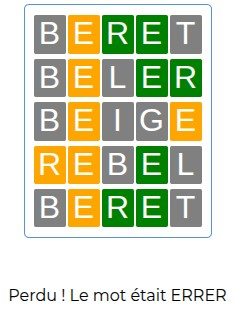 BERET
BELER
BEIGE
REBEL
BERET
Perdu ! Le mot était ERRER